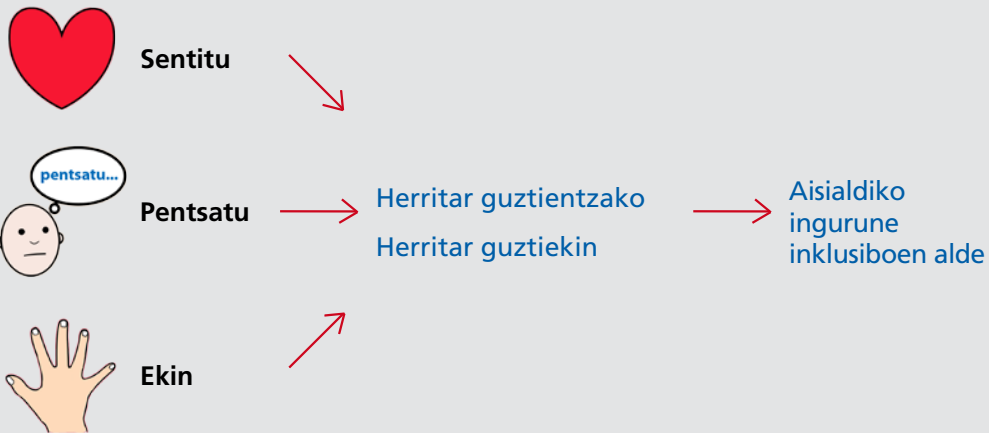 Sentitu
pentsatu...
Pentsatu
Herritar guztientzako
Herritar guztiekin
Aisialdiko
ingurune
inklusiboen alde
Ekin